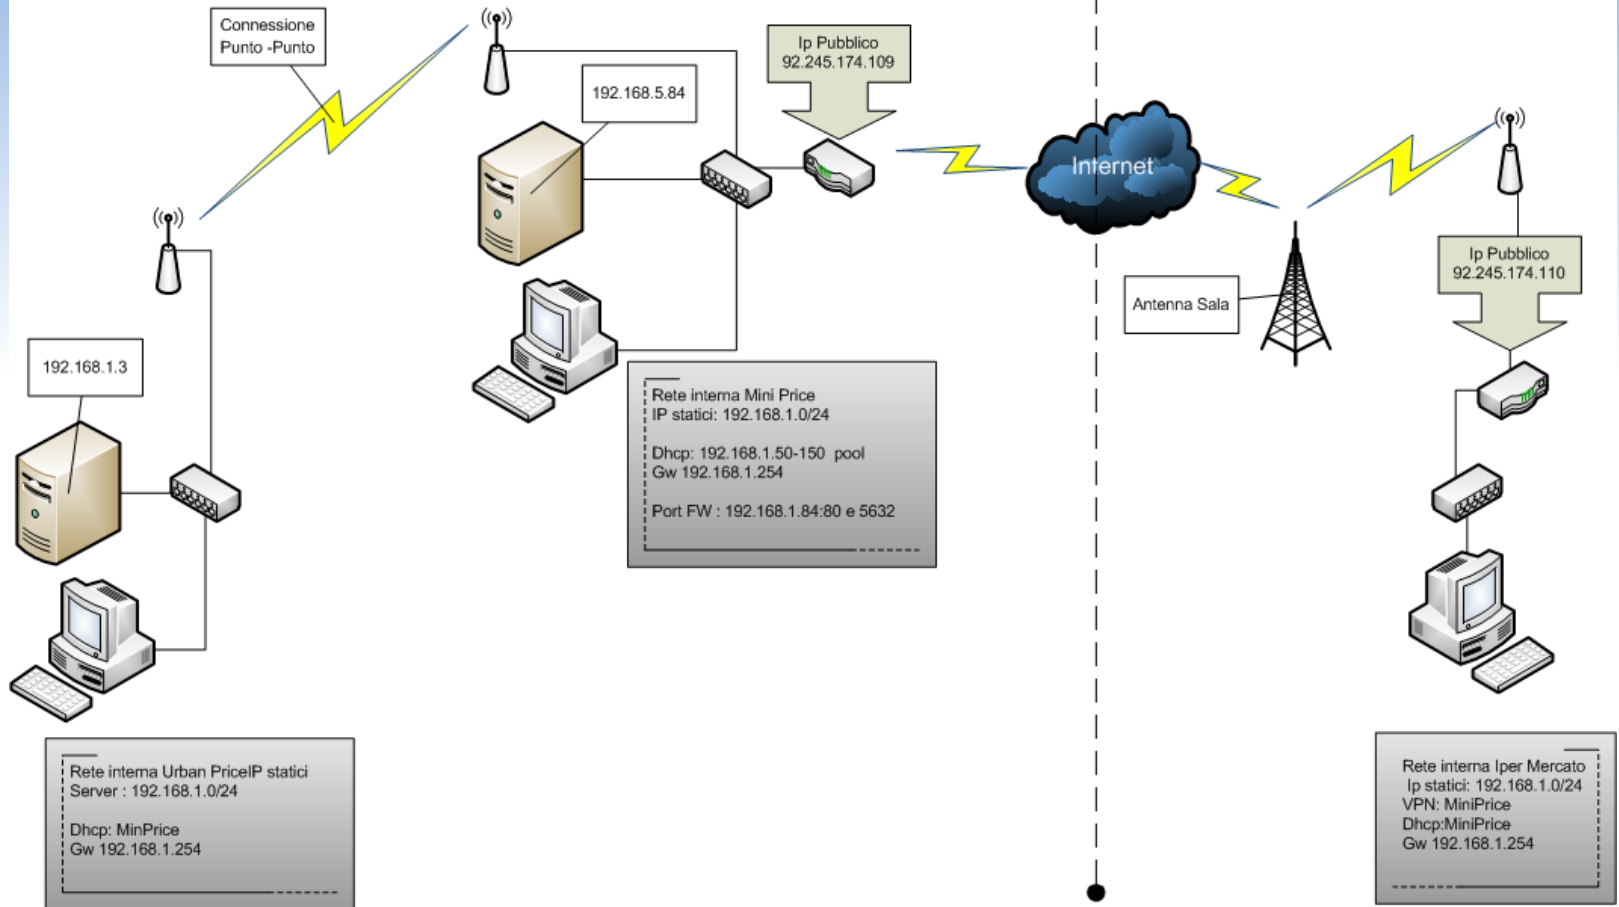 Connessione
Punto -Punto
192.168.5.84
Ip Pubblico
92.245.174.109
Internet
Ip Pubblico
92.245.174.110
Antenna Sala
192.168.1.3
Rete interna Mini Price
IP statici: 192.168.1.0/24
Dhcp: 192.168.1.50-150 pool
Gw 192.168.1.254
Port FW : 192.168.1.84:80 e 5632
Rete interna Urban PriceIP statici
Server : 192.168.1.0/24
Dhcp: MinPrice
Gw 192.168.1.254
Rete interna Iper Mercato
Ip statici: 192.168.1.0/24
VPN: MiniPrice
Dhcp:MiniPrice
Gw 192.168.1.254